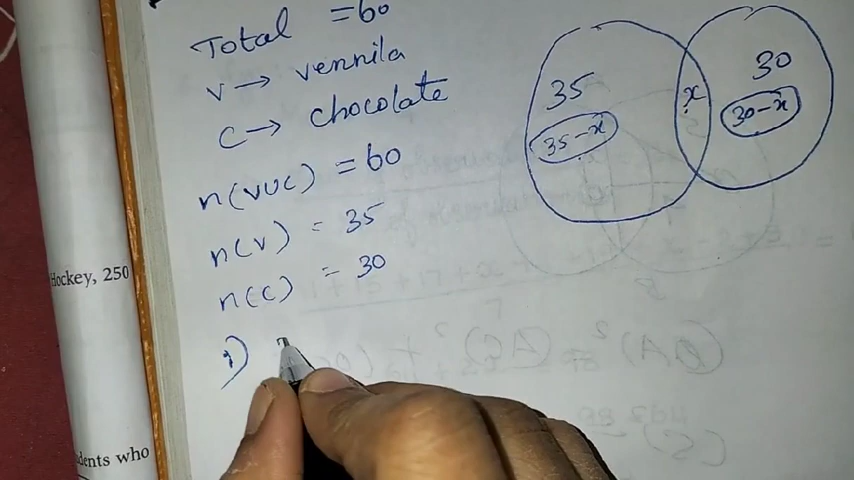 Total = 60
V → vennila
C → chocolate
n(VUC) = 60
n(V) = 35
n(C) = 30
i)
35
35-x
x
30
30-x
Hockey, 250
dents who